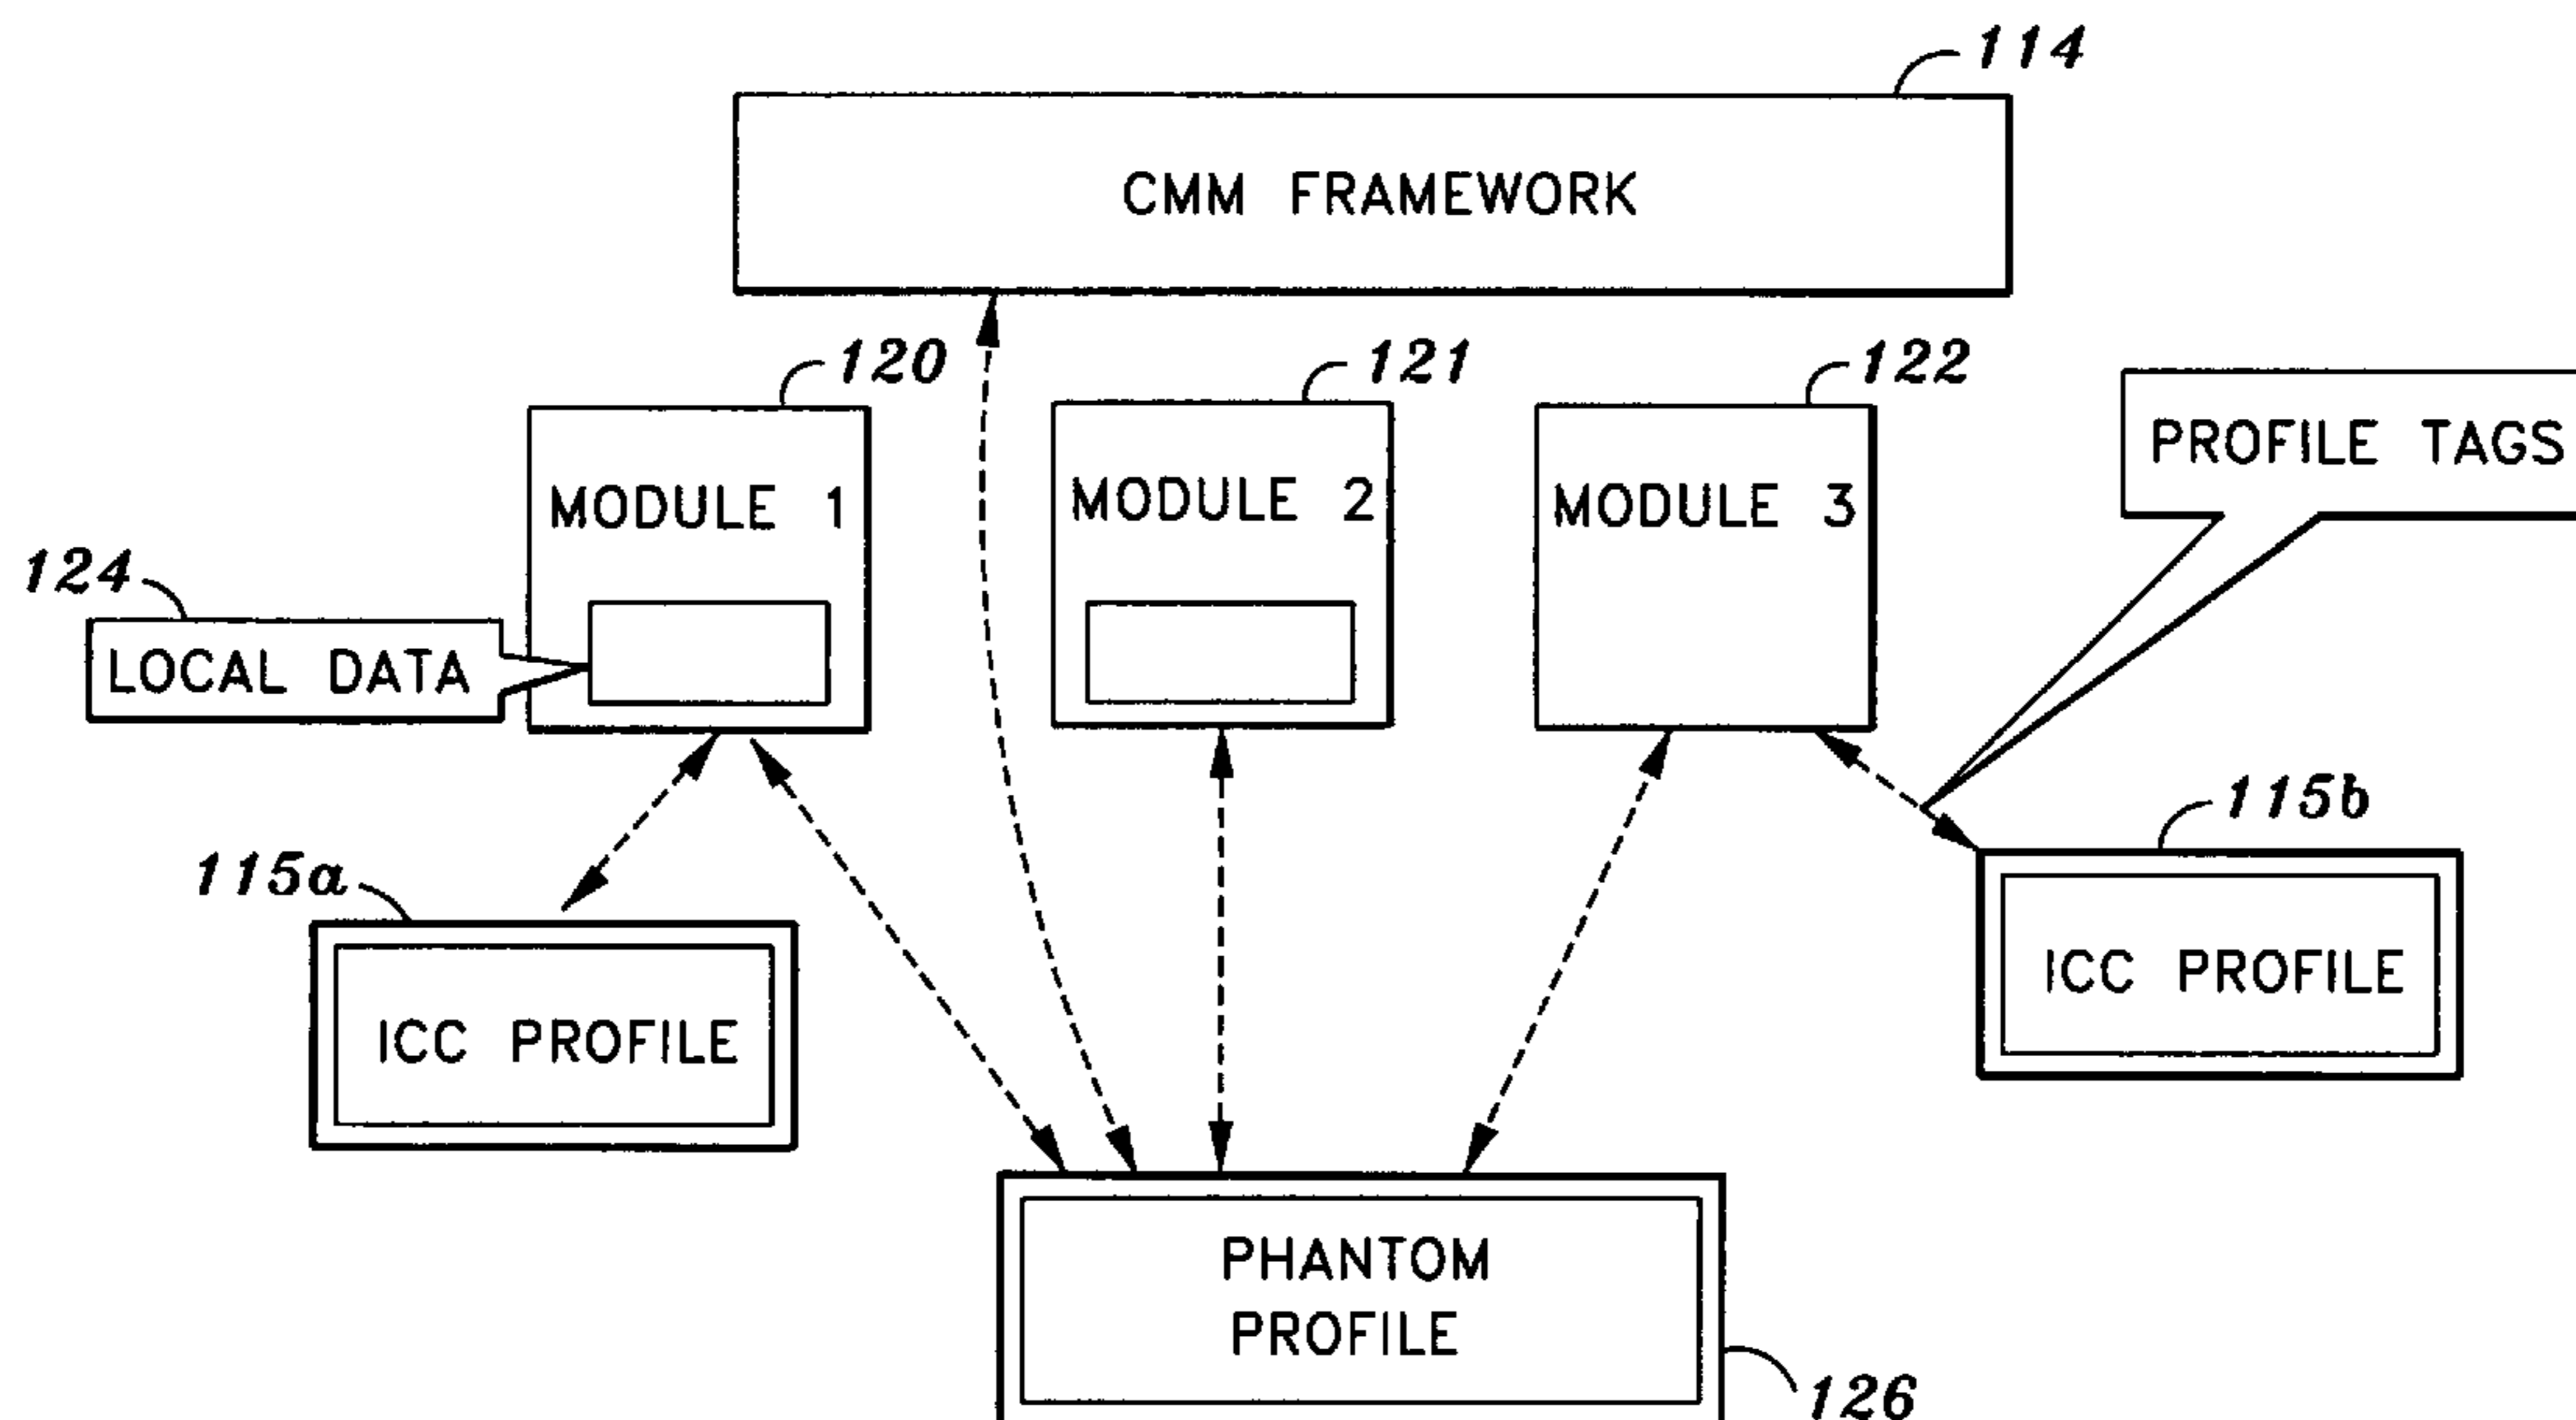 114
CMM FRAMEWORK
120
121
122
PROFILE TAGS
MODULE 1
MODULE 2
MODULE 3
124
LOCAL DATA
115a
115b
ICC PROFILE
ICC PROFILE
PHANTOM
PROFILE
126